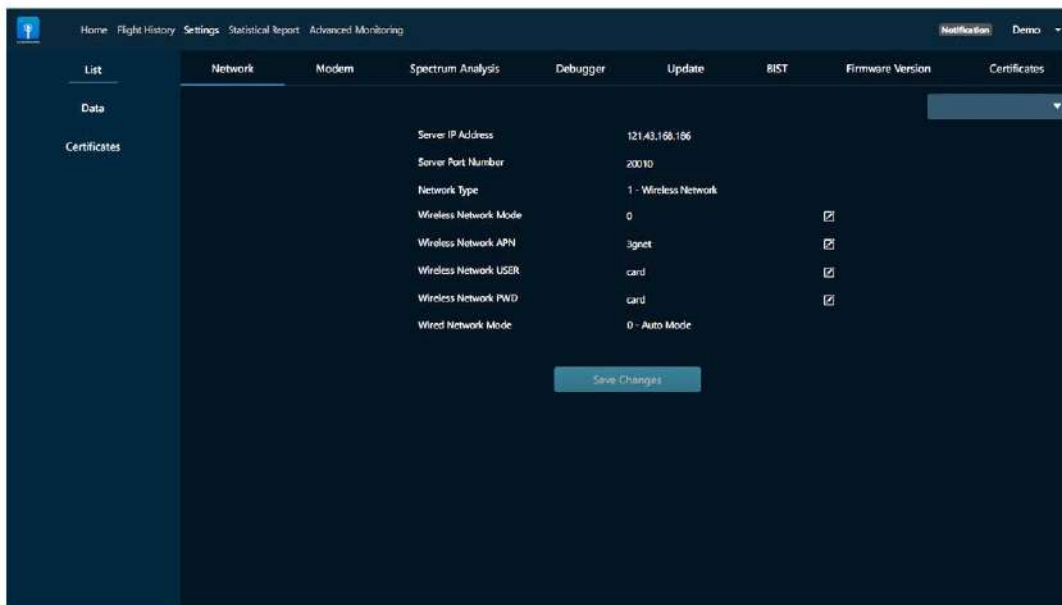 Home Flight History Settings Statistical Report Advanced Monitoring Notification Demo
List Network Modem Spectrum Analysis Debugger Update BIST Firmware Version Certificates
Data
Certificates
Server IP Address 121.43.168.186
Server Port Number 20010
Network Type 1 - Wireless Network
Wireless Network Mode 0
Wireless Network APN 3gnet
Wireless Network USER card
Wireless Network PWD card
Wired Network Mode 0 - Auto Mode
Save Changes